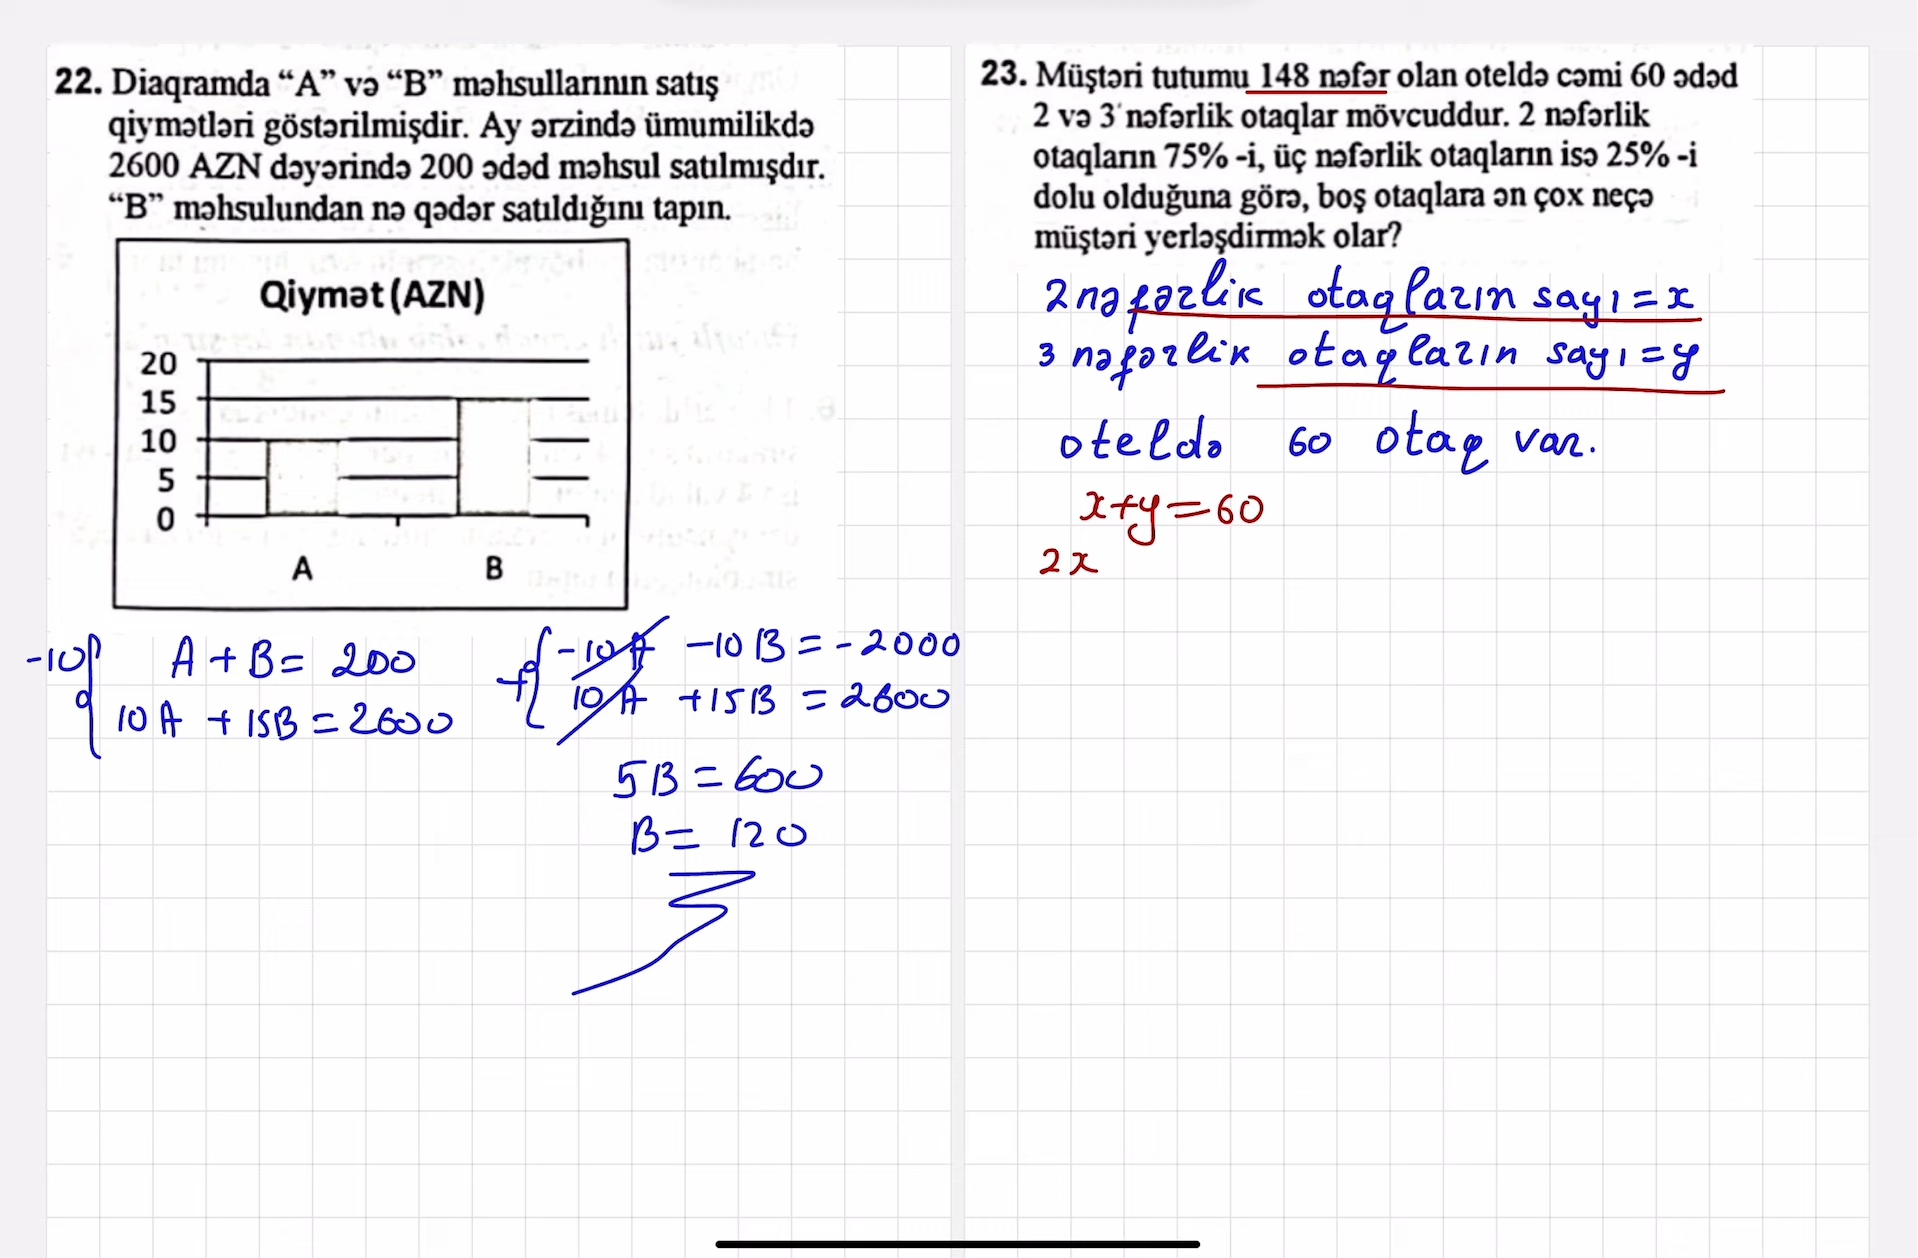 22. Diaqramda “A” və “B” məhsullarının satış
qiymətləri göstərilmişdir. Ay ərzində ümumilikdə
2600 AZN dəyərində 200 ədəd məhsul satılmışdır.
“B” məhsulundan nə qədər satıldığını tapın.
Qiymət (AZN)
20
15
10
5
0
A B
-10 A + B = 200
10A + 15B = 2600
+ -10A -10B = -2000
10A +15B = 2600
5B = 600
B = 120
23. Müştəri tutumu 148 nəfər olan oteldə cəmi 60 ədəd
2 və 3 nəfərlik otaqlar mövcuddur. 2 nəfərlik
otaqların 75% -i, üç nəfərlik otaqların isə 25% -i
dolu olduğuna görə, boş otaqlara ən çox neçə
müştəri yerləşdirmək olar?
2 nəfərlik otaqların sayı = x
3 nəfərlik otaqların sayı = y
oteldə 60 otaq var.
x+y=60
2x